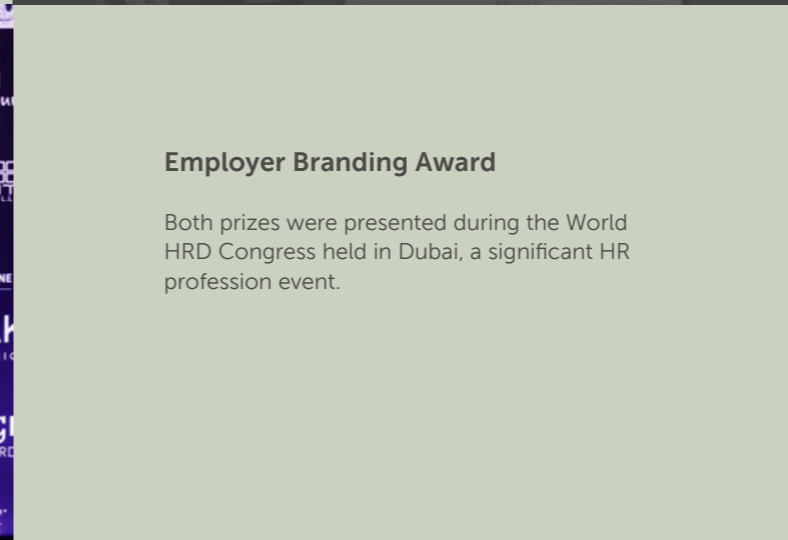 Employer Branding Award
Both prizes were presented during the World
HRD Congress held in Dubai, a significant HR
profession event.